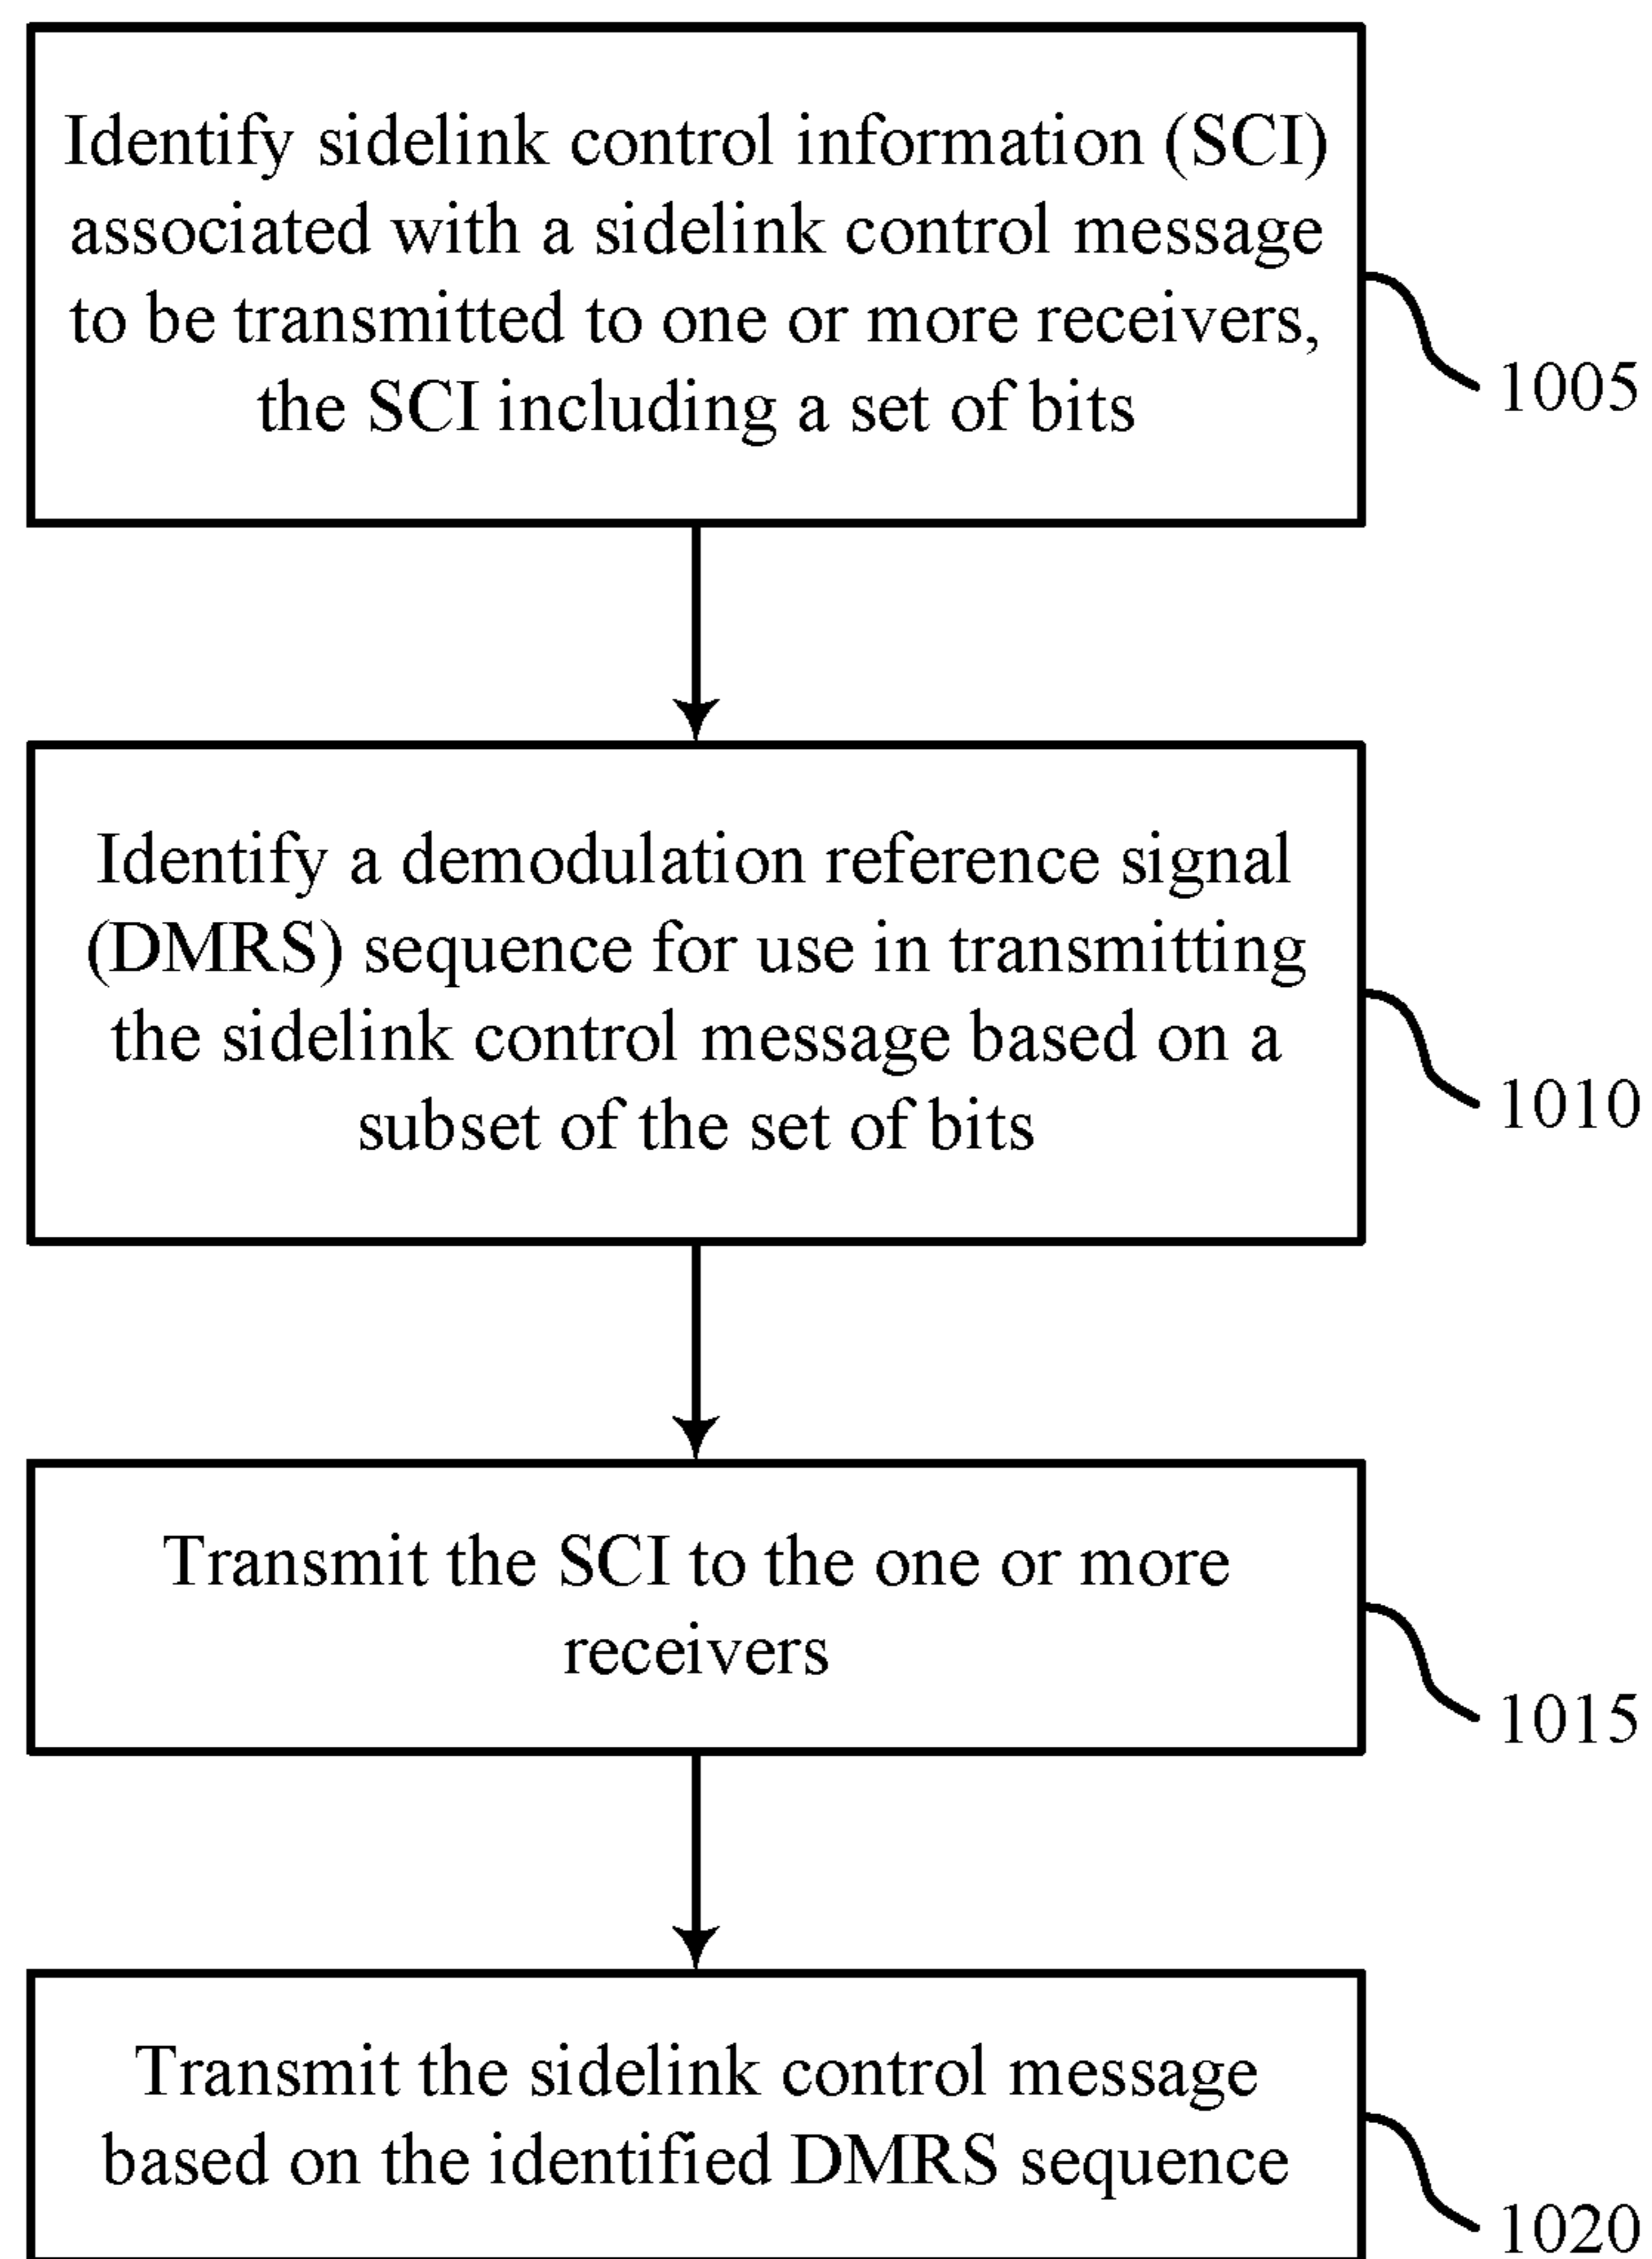 Identify sidelink control information (SCI)
associated with a sidelink control message
to be transmitted to one or more receivers,
the SCI including a set of bits
1005
Identify a demodulation reference signal
(DMRS) sequence for use in transmitting
the sidelink control message based on a
subset of the set of bits
1010
Transmit the SCI to the one or more
receivers
1015
Transmit the sidelink control message
based on the identified DMRS sequence
1020